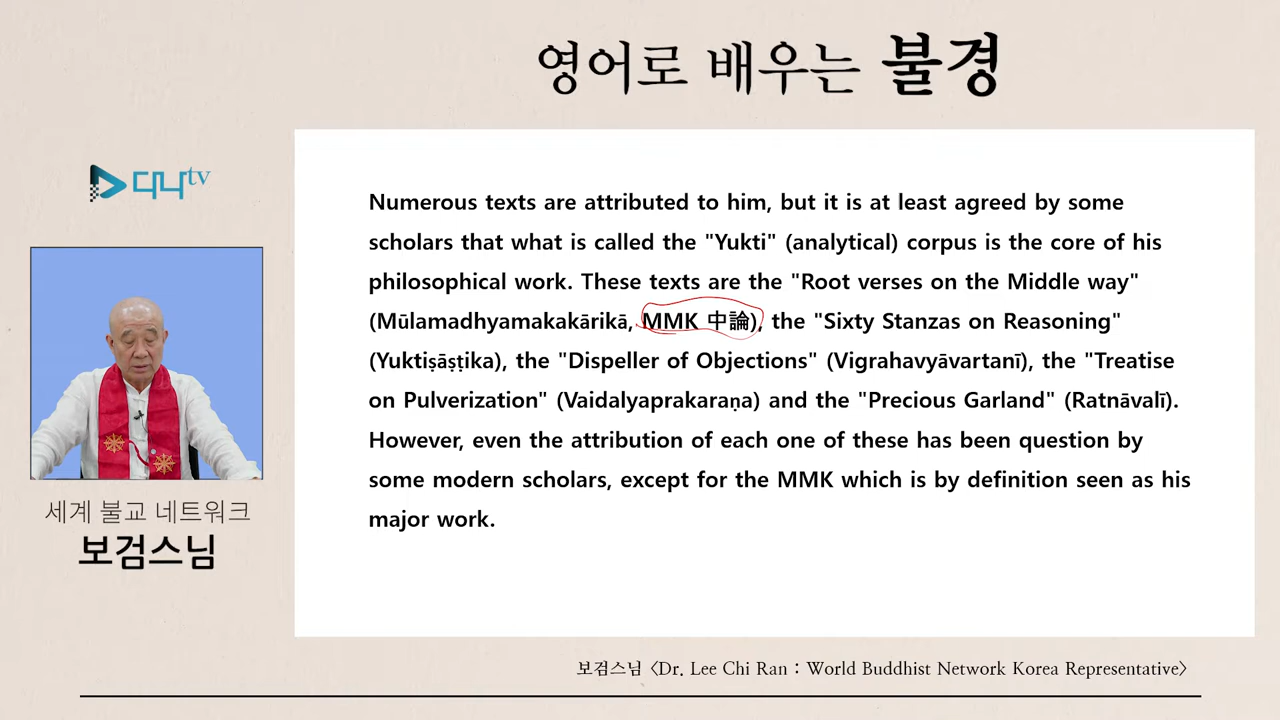 영어로 배우는 불경
디나tv
Numerous texts are attributed to him, but it is at least agreed by some
scholars that what is called the "Yukti" (analytical) corpus is the core of his
philosophical work. These texts are the "Root verses on the Middle way"
(Mūlamadhyamakakārikā, MMK 中論), the "Sixty Stanzas on Reasoning"
(Yuktiṣāṣṭika), the "Dispeller of Objections" (Vigrahavyāvartanī), the "Treatise
on Pulverization" (Vaidalyaprakaraṇa) and the "Precious Garland" (Ratnāvalī).
However, even the attribution of each one of these has been question by
some modern scholars, except for the MMK which is by definition seen as his
major work.
세계 불교 네트워크
보검스님
보검스님 <Dr. Lee Chi Ran : World Buddhist Network Korea Representative>